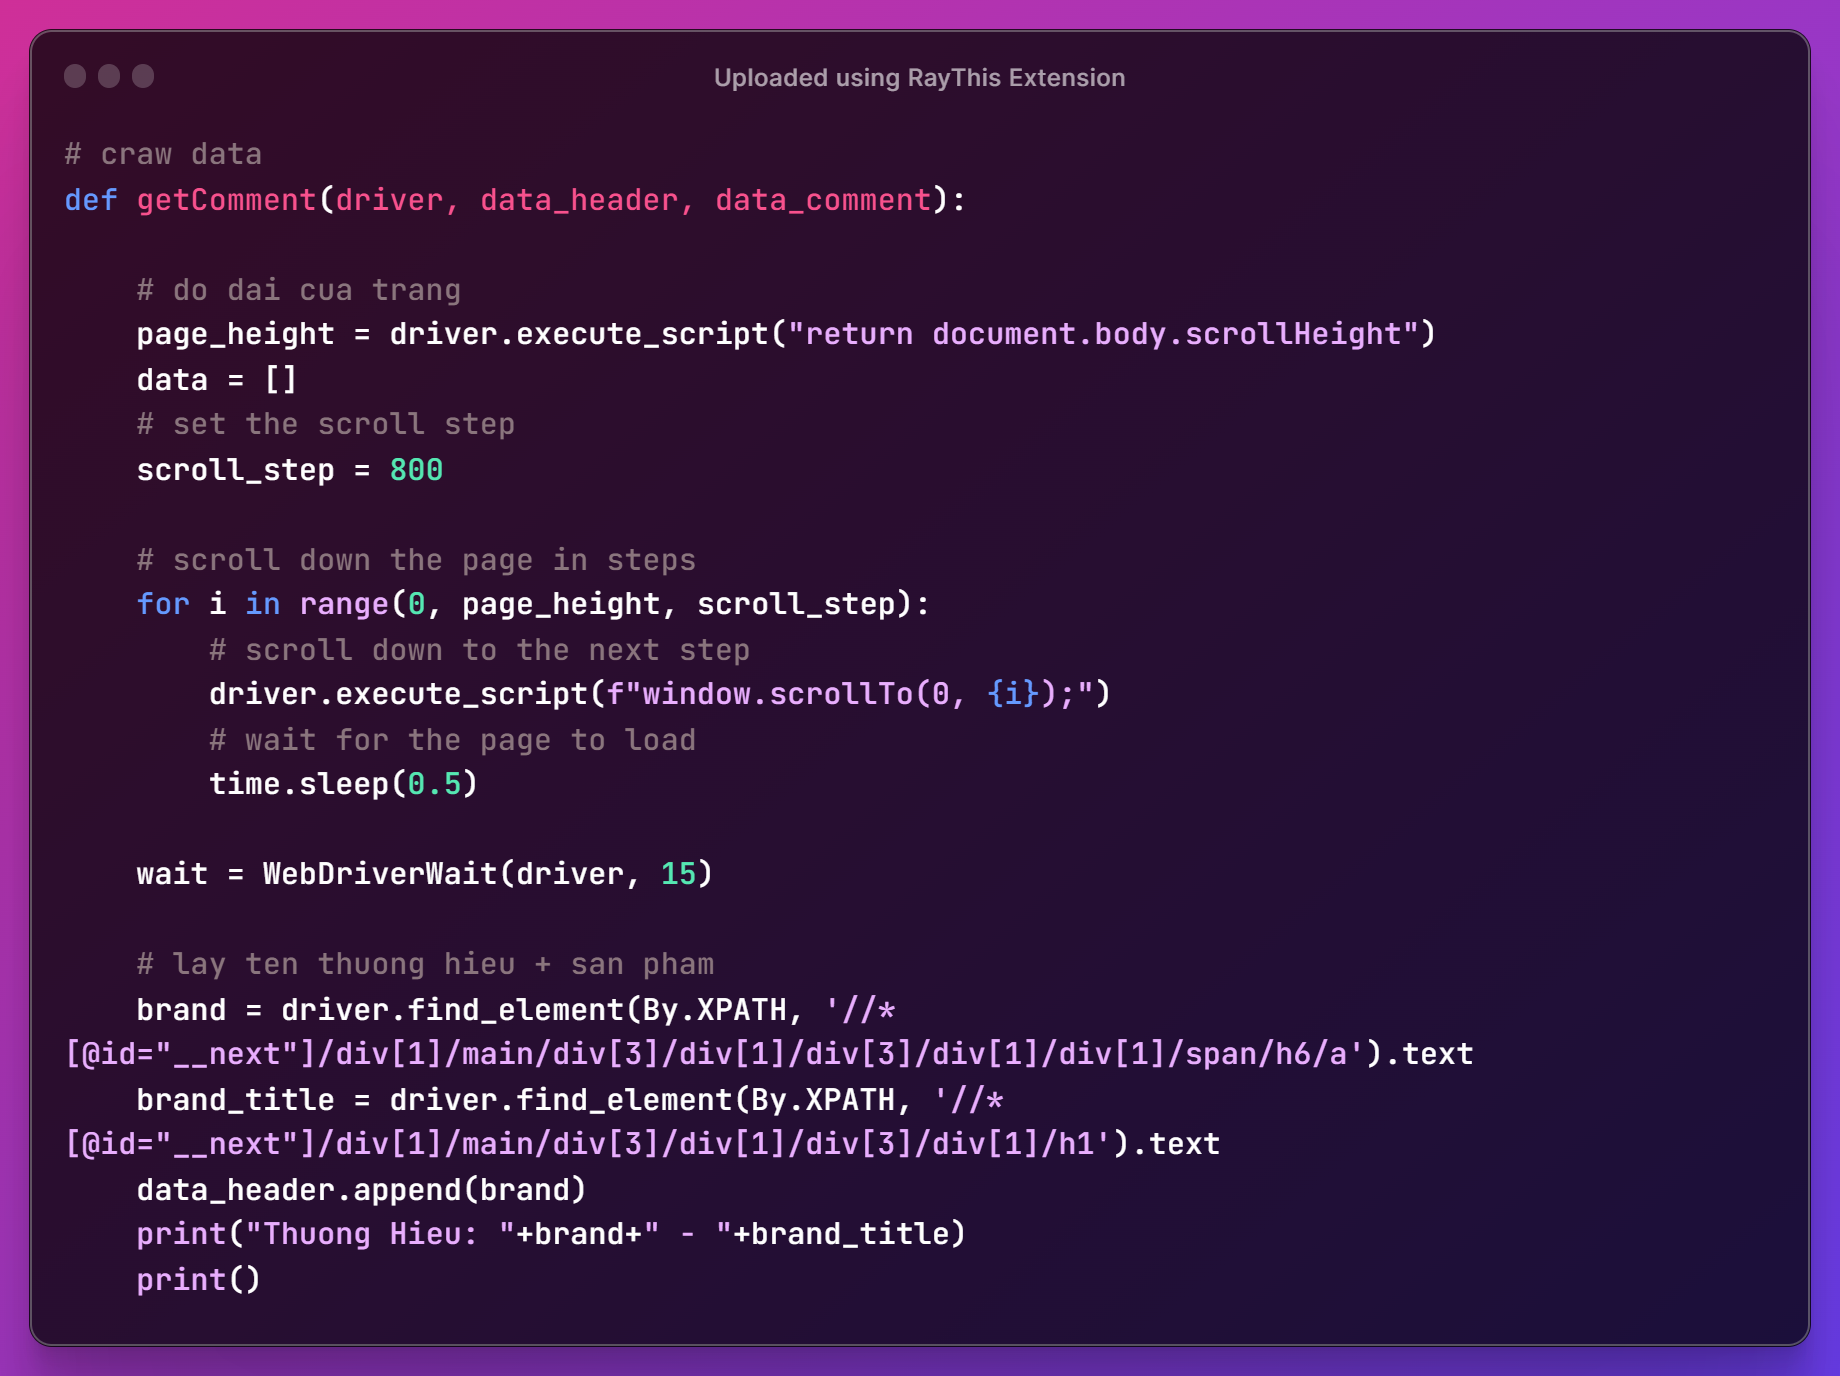 Uploaded using RayThis Extension
# craw data
def getComment(driver, data_header, data_comment):
    # do dai cua trang
    page_height = driver.execute_script("return document.body.scrollHeight")
    data = []
    # set the scroll step
    scroll_step = 800
    # scroll down the page in steps
    for i in range(0, page_height, scroll_step):
        # scroll down to the next step
        driver.execute_script(f"window.scrollTo(0, {i});")
        # wait for the page to load
        time.sleep(0.5)
    wait = WebDriverWait(driver, 15)
    # lay ten thuong hieu + san pham
    brand = driver.find_element(By.XPATH, '//*
[@id="__next"]/div[1]/main/div[3]/div[1]/div[3]/div[1]/div[1]/span/h6/a').text
    brand_title = driver.find_element(By.XPATH, '//*
[@id="__next"]/div[1]/main/div[3]/div[1]/div[3]/div[1]/h1').text
    data_header.append(brand)
    print("Thuong Hieu: "+brand+" - "+brand_title)
    print()